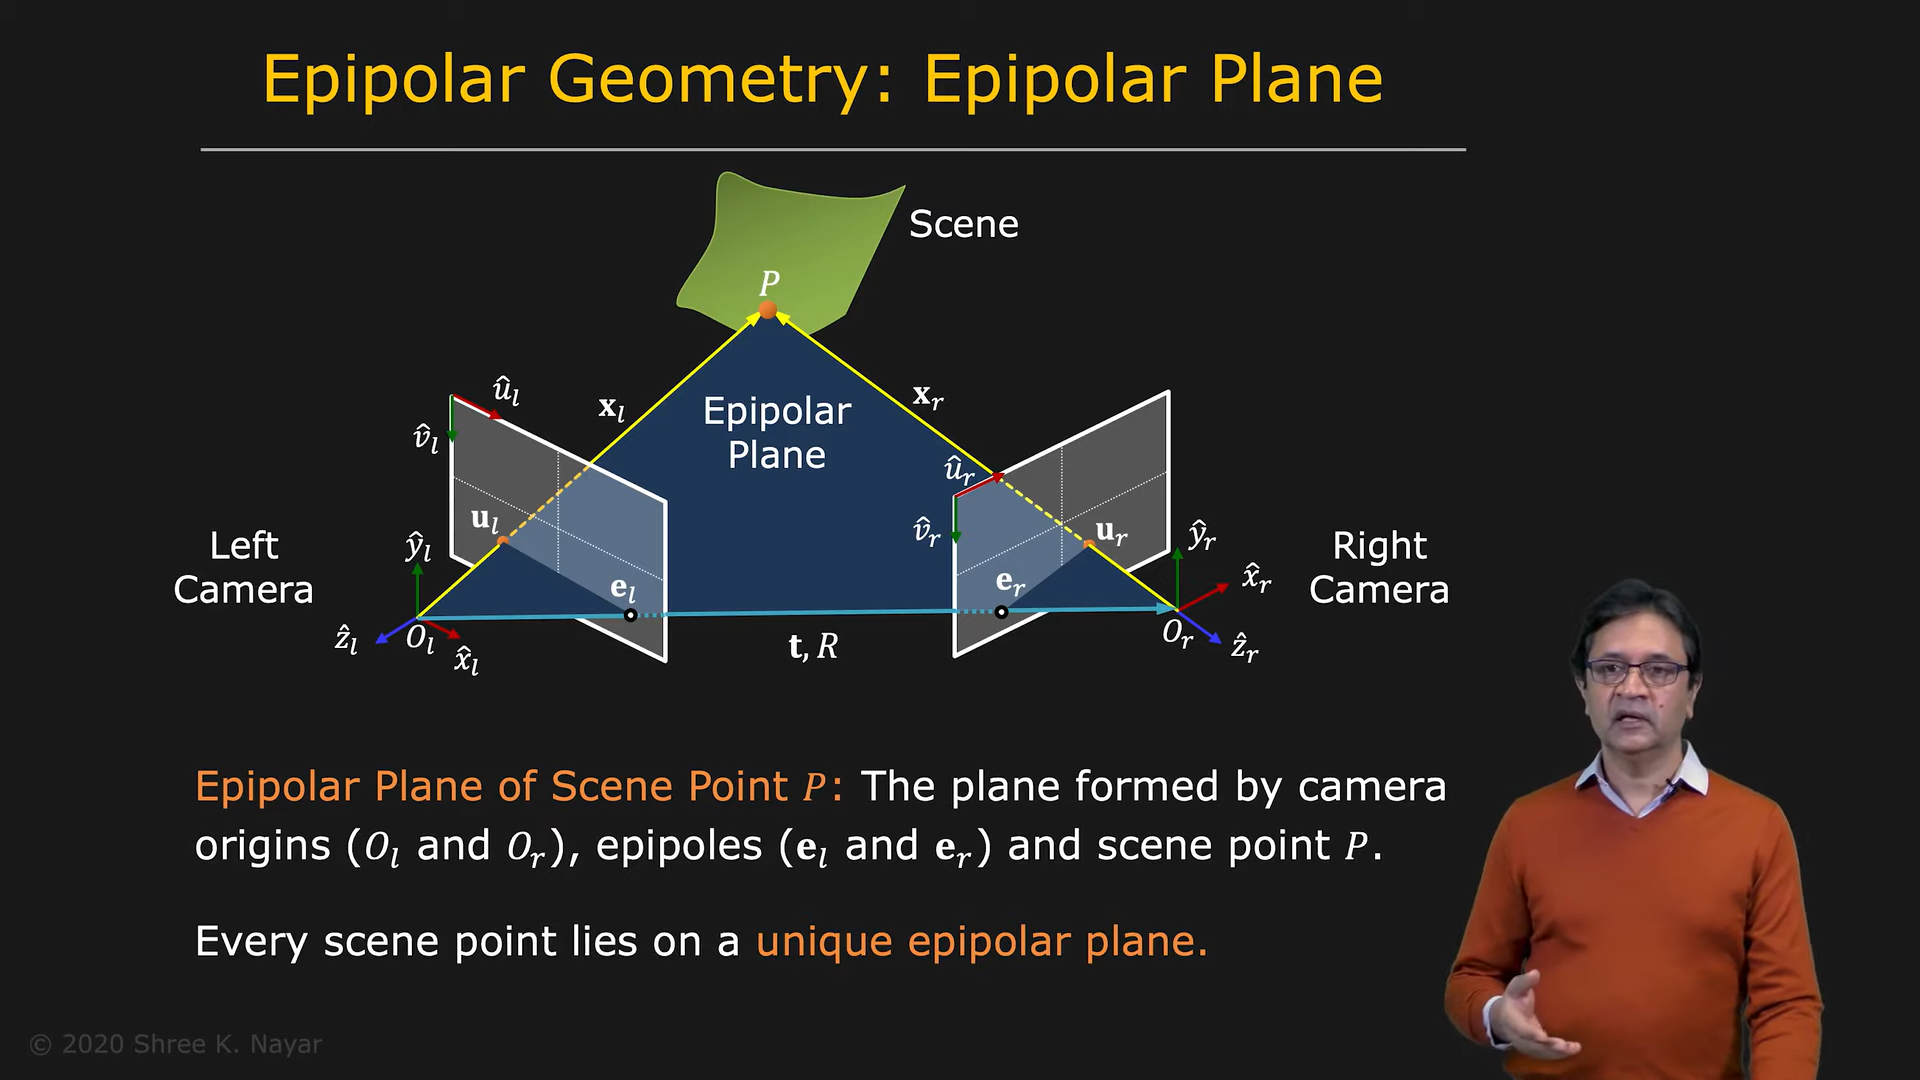 Epipolar Geometry: Epipolar Plane
Scene
P
û_l
𝐱_l
𝐱_r
Epipolar
Plane
v̂_l
û_r
𝐮_l
v̂_r
𝐮_r
ŷ_l
ŷ_r
Left
Camera
Right
Camera
𝐞_l
𝐞_r
x̂_r
ẑ_l
O_l
x̂_l
𝐭, R
O_r
ẑ_r
Epipolar Plane of Scene Point P: The plane formed by camera
origins (O_l and O_r), epipoles (𝐞_l and 𝐞_r) and scene point P.
Every scene point lies on a unique epipolar plane.
© 2020 Shree K. Nayar